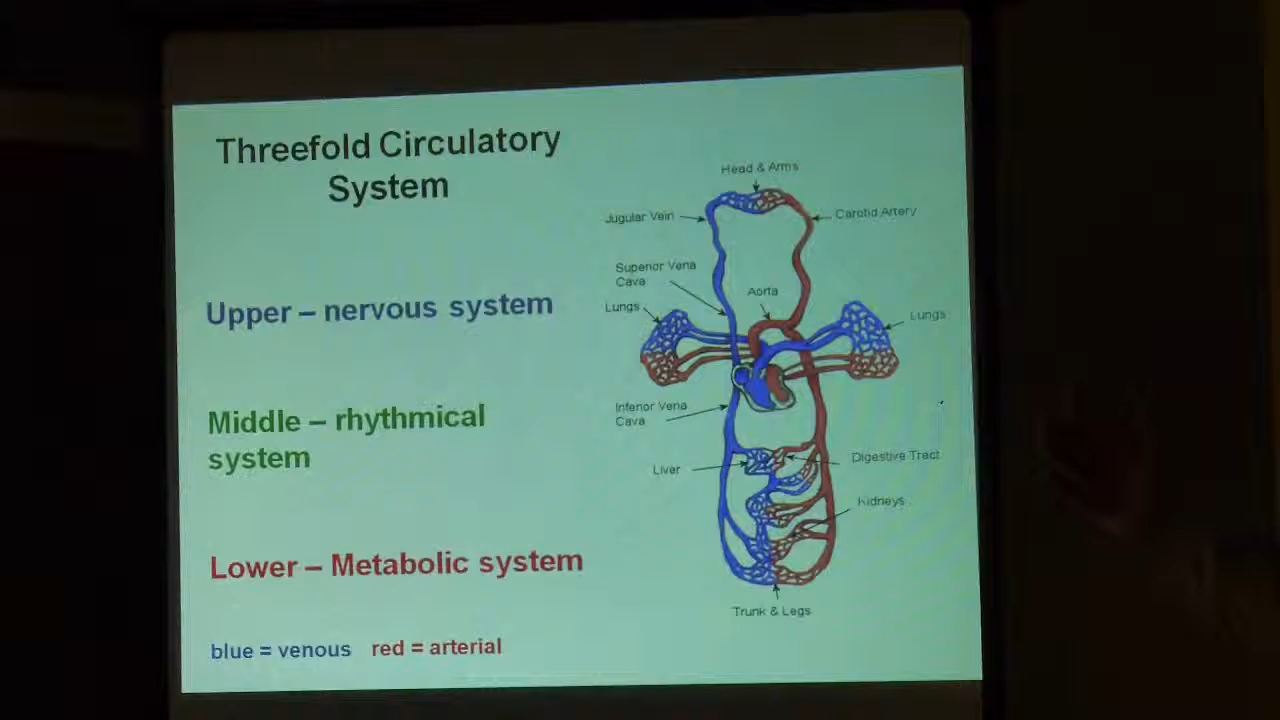 Threefold Circulatory
System
Upper – nervous system
Middle – rhythmical
system
Lower – Metabolic system
blue = venous red = arterial
Head & Arms
Jugular Vein
Carotid Artery
Superior Vena
Cava
Aorta
Lungs
Lungs
Inferior Vena
Cava
Liver
Digestive Tract
Kidneys
Trunk & Legs